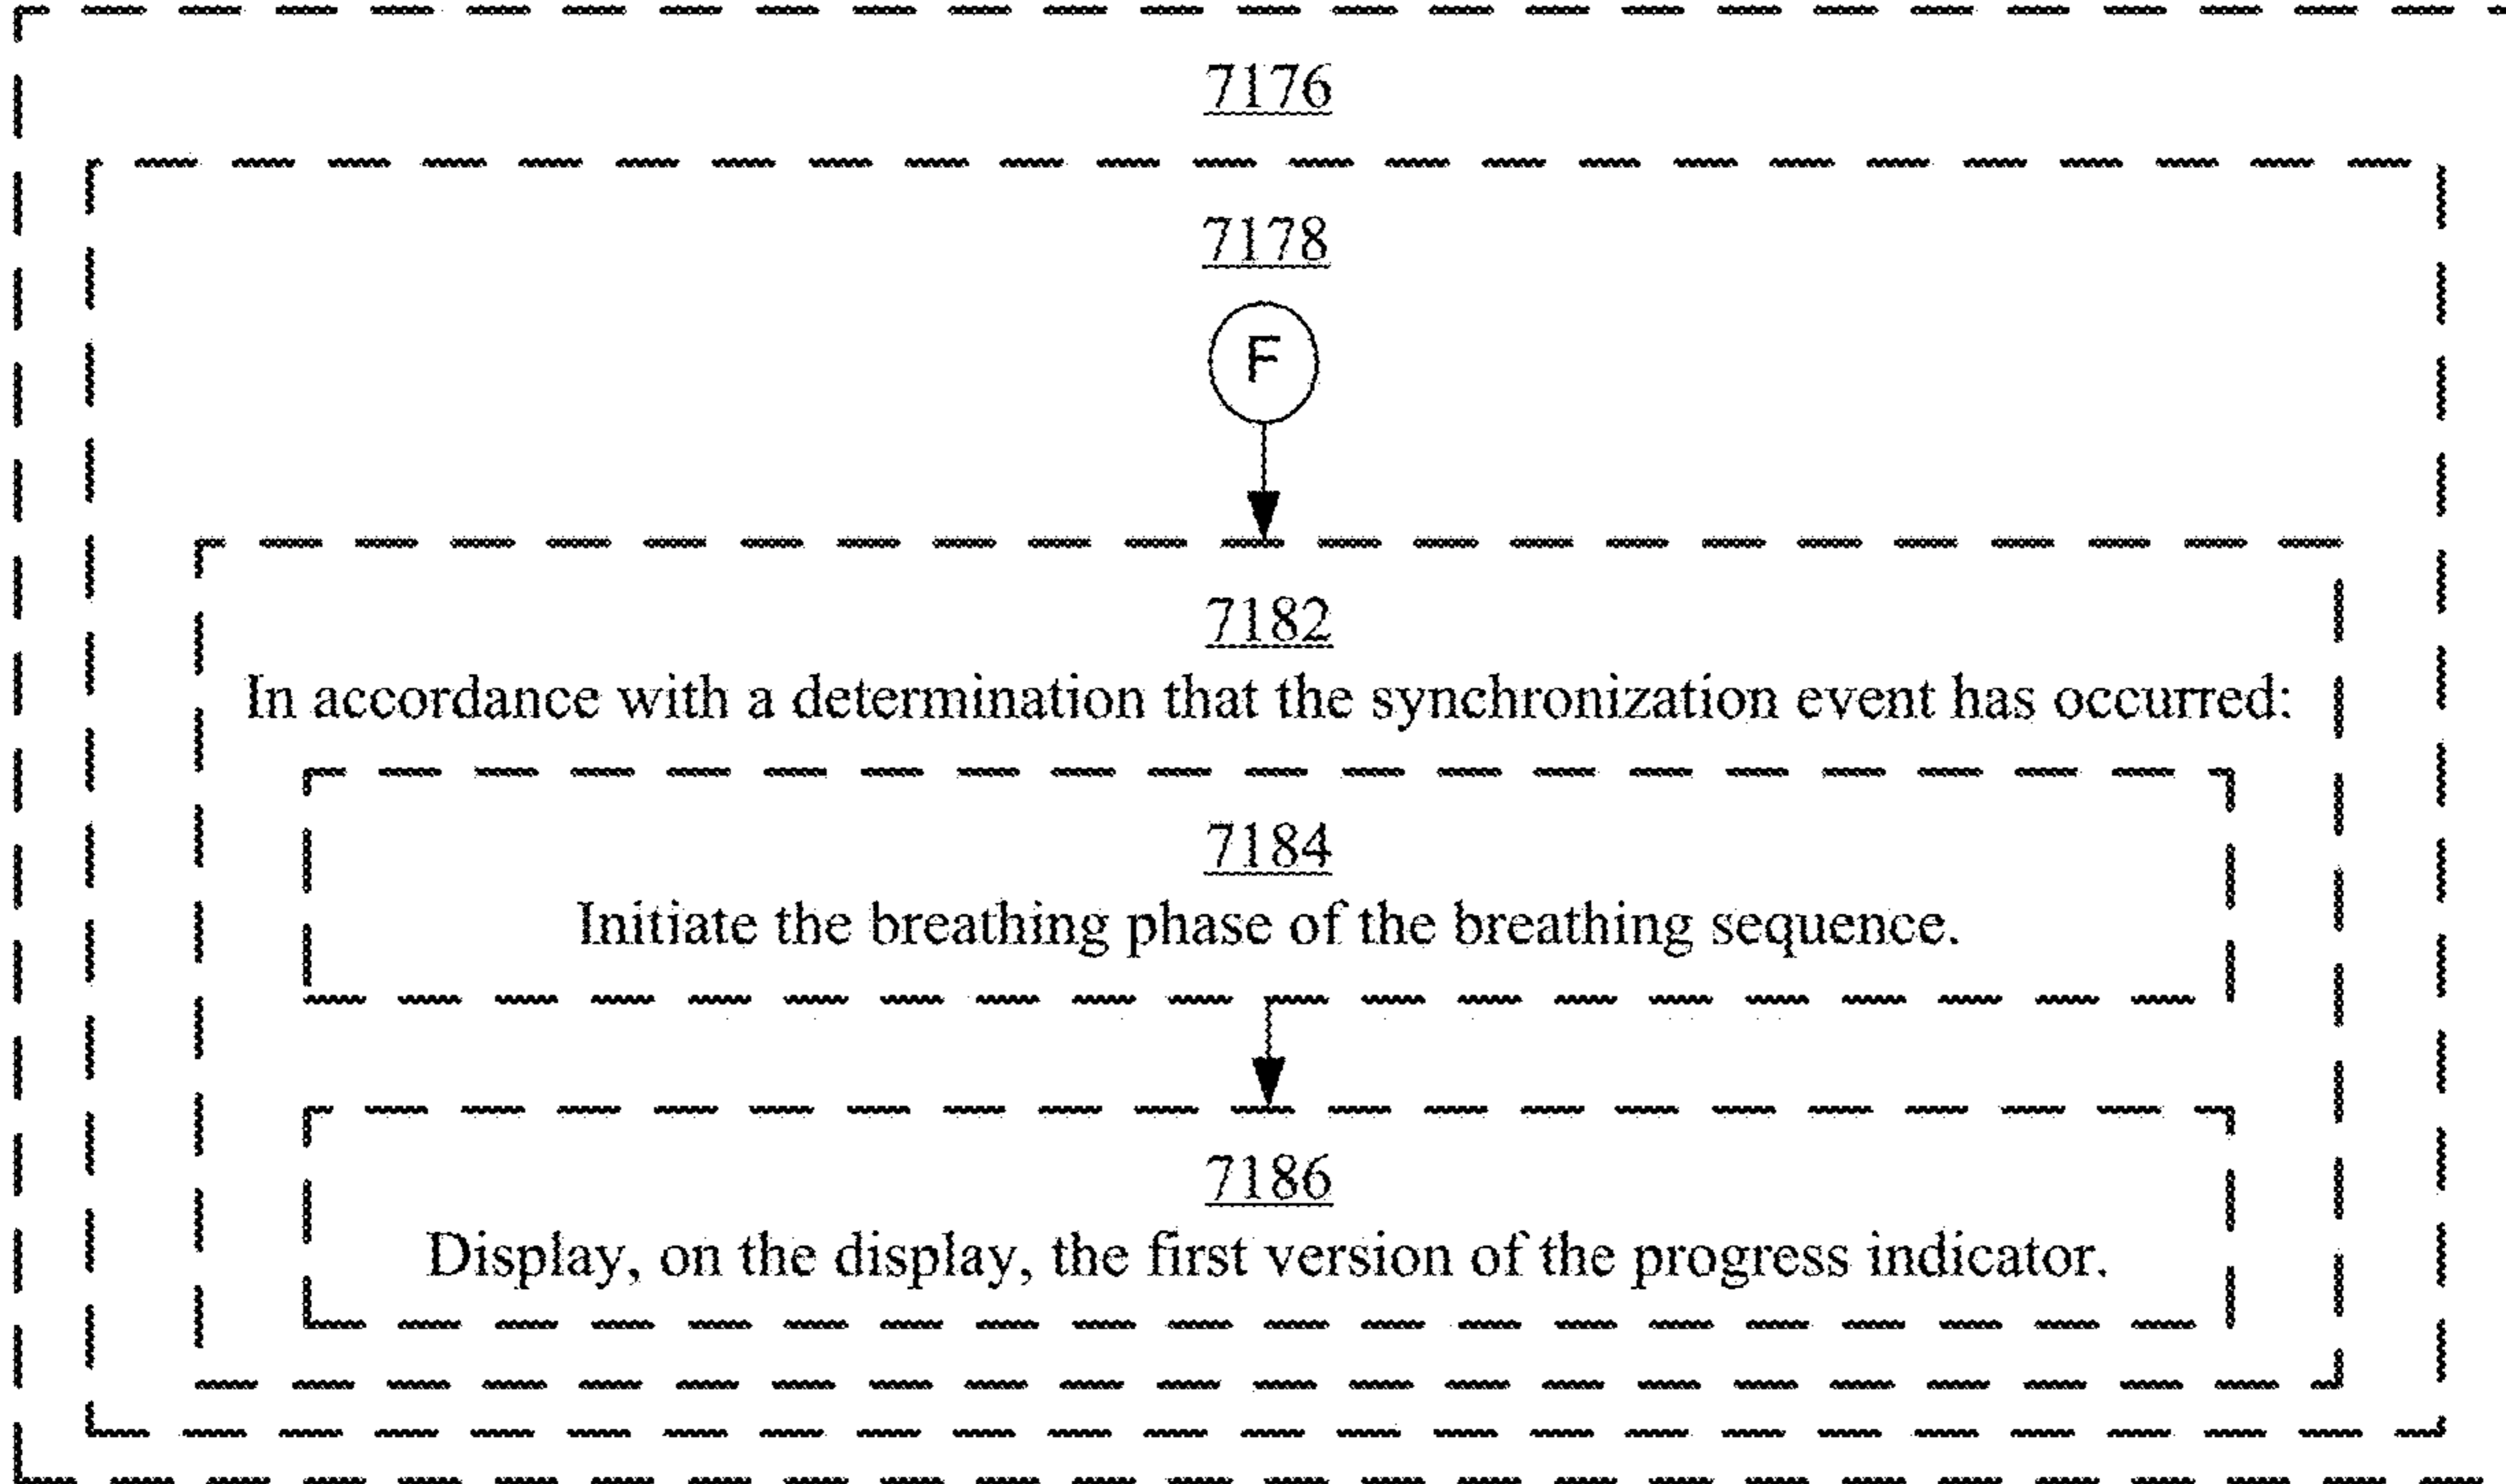 7176
7178
F
7182
In accordance with a determination that the synchronization event has occurred:
7184
Initiate the breathing phase of the breathing sequence.
7186
Display, on the display, the first version of the progress indicator.